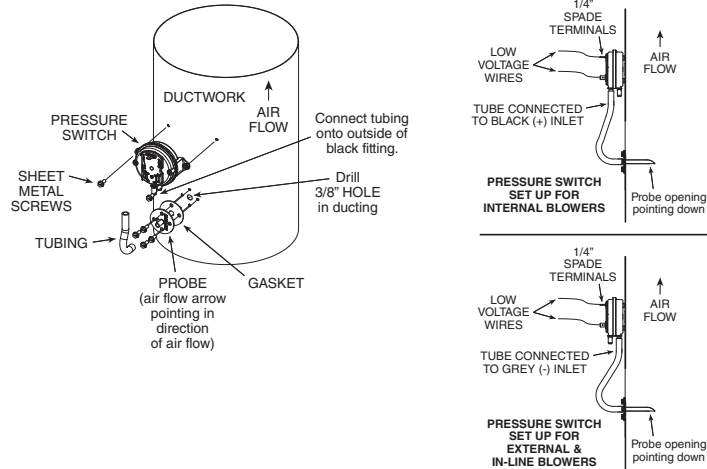 DUCTWORK
AIR
FLOW
PRESSURE
SWITCH
Connect tubing
onto outside of
black fitting.
SHEET
METAL
SCREWS
Drill
3/8" HOLE
in ducting
TUBING
PROBE
(air flow arrow
pointing in
direction
of air flow)
GASKET
1/4"
SPADE
TERMINALS
LOW
VOLTAGE
WIRES
AIR
FLOW
TUBE CONNECTED
TO BLACK (+) INLET
PRESSURE SWITCH
SET UP FOR
INTERNAL BLOWERS
Probe opening
pointing down
1/4"
SPADE
TERMINALS
LOW
VOLTAGE
WIRES
AIR
FLOW
TUBE CONNECTED
TO GREY (-) INLET
PRESSURE SWITCH
SET UP FOR
EXTERNAL &
IN-LINE BLOWERS
Probe opening
pointing down